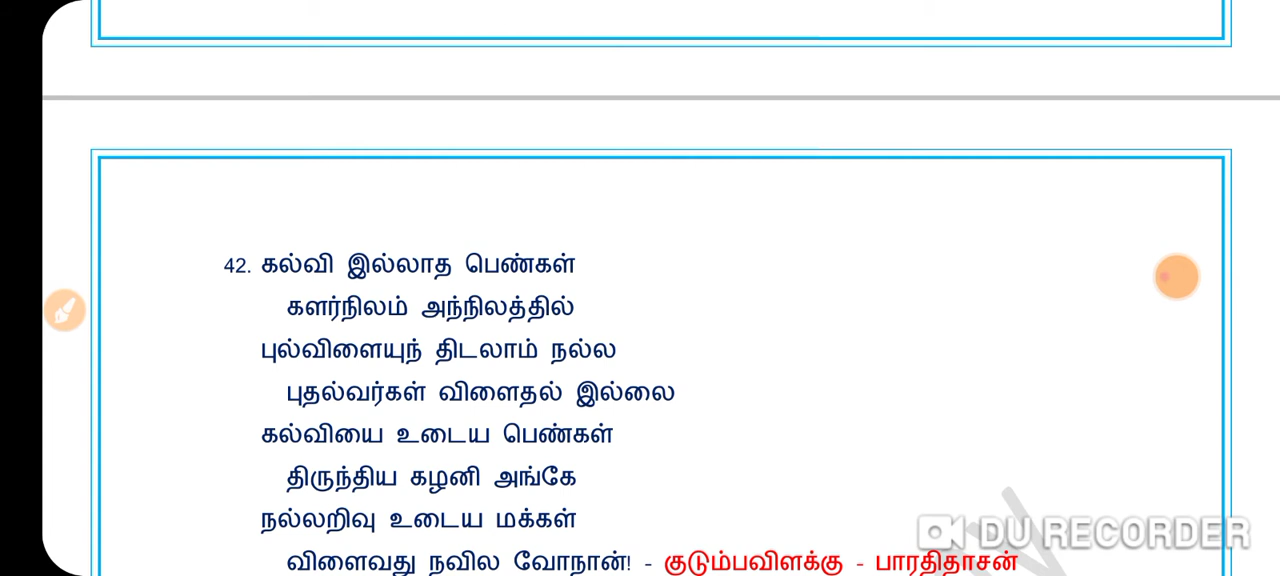 42. கல்வி இல்லாத பெண்கள்
களர்நிலம் அந்நிலத்தில்
புல்விளையுந் திடலாம் நல்ல
புதல்வர்கள் விளைதல் இல்லை
கல்வியை உடைய பெண்கள்
திருந்திய கழனி அங்கே
நல்லறிவு உடைய மக்கள்
விளைவது நவில வோநான்! - குடும்பவிளக்கு - பாரதிதாசன்
DU RECORDER